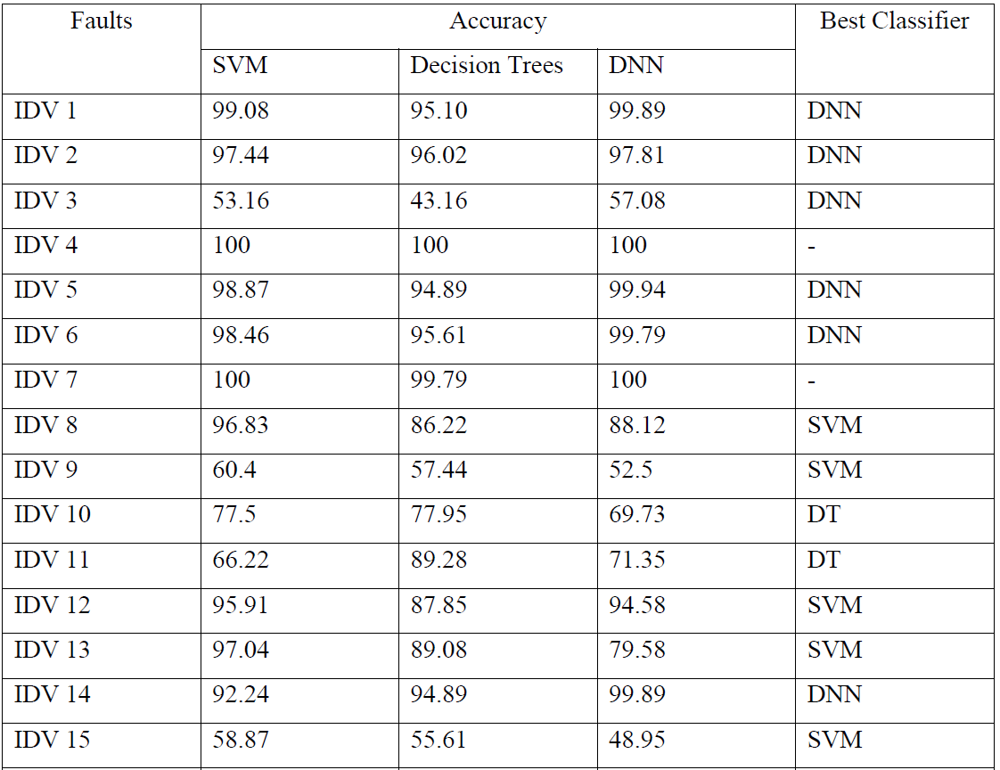 Faults Accuracy Best Classifier
SVM Decision Trees DNN
IDV 1 99.08 95.10 99.89 DNN
IDV 2 97.44 96.02 97.81 DNN
IDV 3 53.16 43.16 57.08 DNN
IDV 4 100 100 100 -
IDV 5 98.87 94.89 99.94 DNN
IDV 6 98.46 95.61 99.79 DNN
IDV 7 100 99.79 100 -
IDV 8 96.83 86.22 88.12 SVM
IDV 9 60.4 57.44 52.5 SVM
IDV 10 77.5 77.95 69.73 DT
IDV 11 66.22 89.28 71.35 DT
IDV 12 95.91 87.85 94.58 SVM
IDV 13 97.04 89.08 79.58 SVM
IDV 14 92.24 94.89 99.89 DNN
IDV 15 58.87 55.61 48.95 SVM